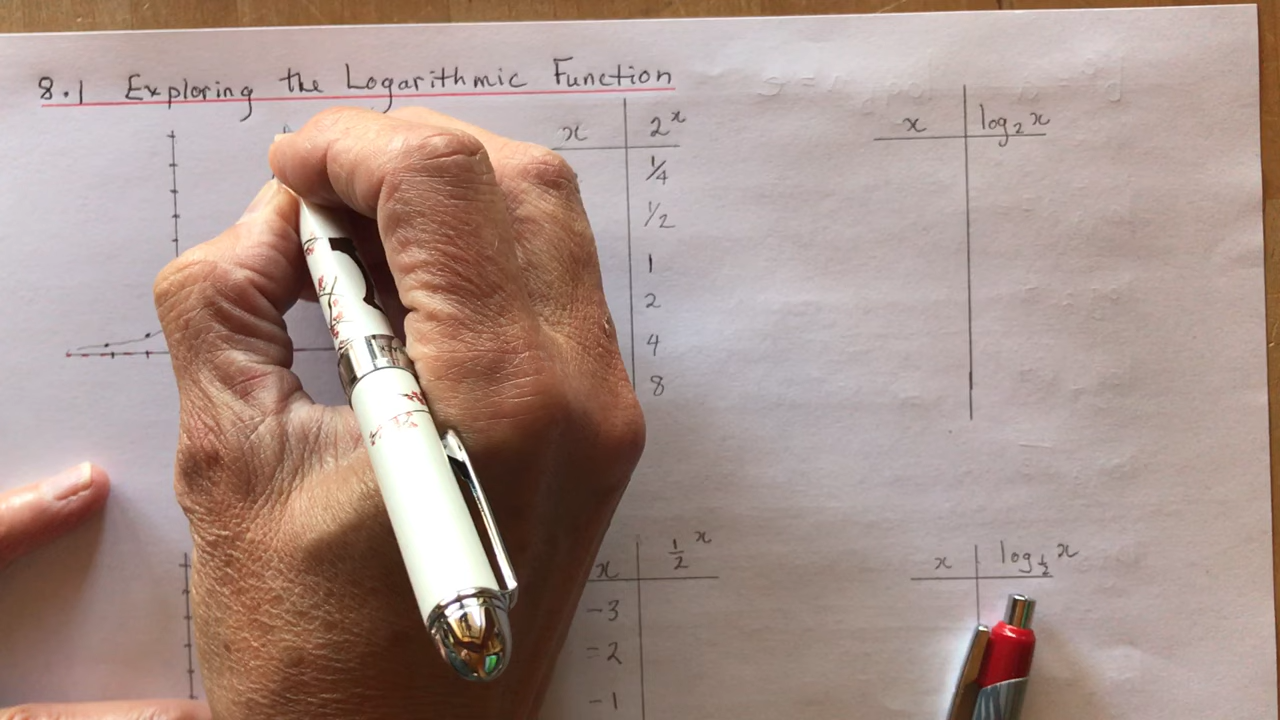 8.1 Exploring the Logarithmic Function
x 2^x
1/4
1/2
1
2
4
8
x log₂x
x 1/2^x
-3
=2
-1
x log_{1/2}x